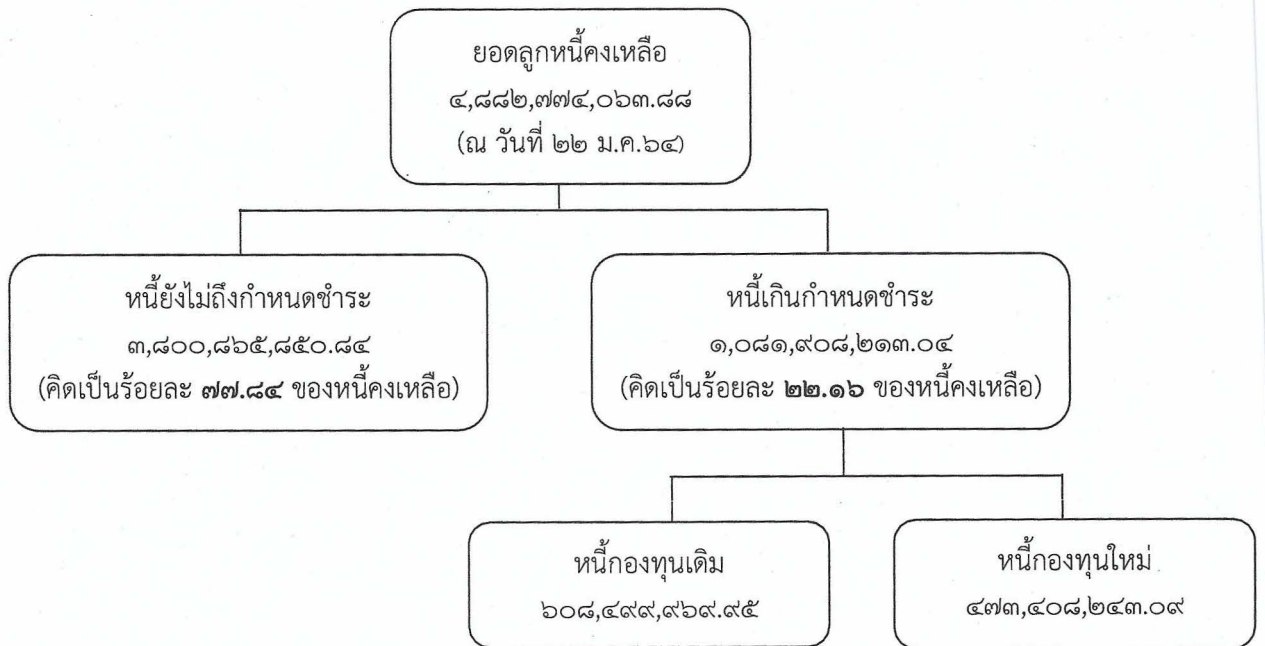 ยอดลูกหนี้คงเหลือ
๔,๘๘๒,๗๗๔,๐๖๓.๘๘
(ณ วันที่ ๒๒ ม.ค.๖๔)
หนี้ยังไม่ถึงกำหนดชำระ
๓,๘๐๐,๘๖๕,๘๕๐.๘๔
(คิดเป็นร้อยละ ๗๗.๘๔ ของหนี้คงเหลือ)
หนี้เกินกำหนดชำระ
๑,๐๘๑,๙๐๘,๒๑๓.๐๔
(คิดเป็นร้อยละ ๒๒.๑๖ ของหนี้คงเหลือ)
หนี้กองทุนเดิม
๖๐๘,๔๙๙,๙๖๙.๙๕
หนี้กองทุนใหม่
๔๗๓,๔๐๘,๒๔๓.๐๙